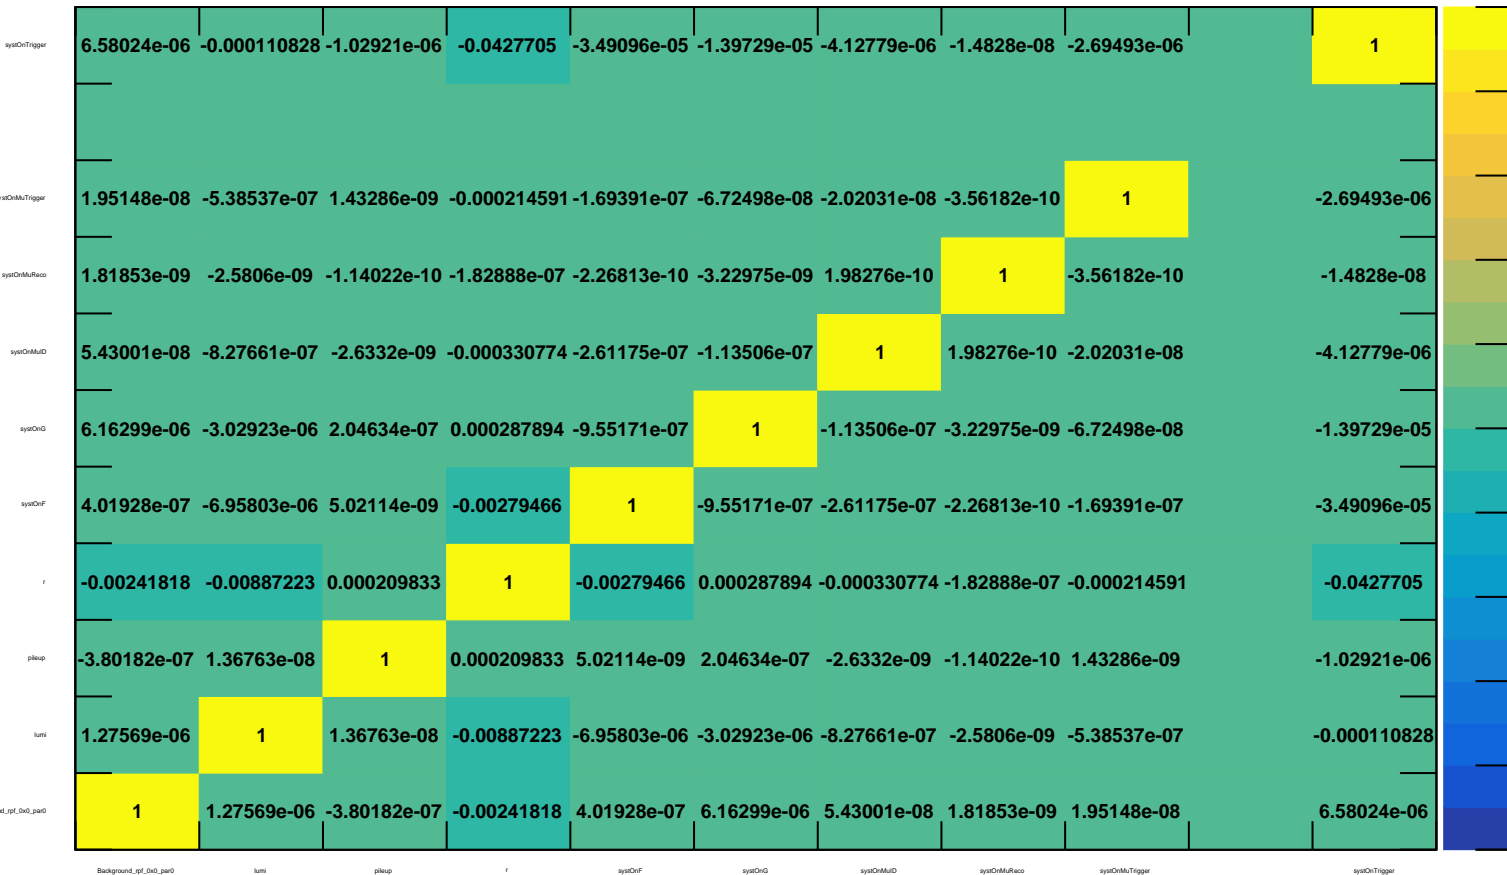 systOnTrigger 6.58024e-06 -0.000110828 -1.02921e-06 -0.0427705 -3.49096e-05 -1.39729e-05 -4.12779e-06 -1.4828e-08 -2.69493e-06 1
stOnMuTrigger 1.95148e-08 -5.38537e-07 1.43286e-09 -0.000214591 -1.69391e-07 -6.72498e-08 -2.02031e-08 -3.56182e-10 1 -2.69493e-06
systOnMuReco 1.81853e-09 -2.5806e-09 -1.14022e-10 -1.82888e-07 -2.26813e-10 -3.22975e-09 1.98276e-10 1 -3.56182e-10 -1.4828e-08
systOnMuID 5.43001e-08 -8.27661e-07 -2.6332e-09 -0.000330774 -2.61175e-07 -1.13506e-07 1 1.98276e-10 -2.02031e-08 -4.12779e-06
systOnG 6.16299e-06 -3.02923e-06 2.04634e-07 0.000287894 -9.55171e-07 1 -1.13506e-07 -3.22975e-09 -6.72498e-08 -1.39729e-05
systOnF 4.01928e-07 -6.95803e-06 5.02114e-09 -0.00279466 1 -9.55171e-07 -2.61175e-07 -2.26813e-10 -1.69391e-07 -3.49096e-05
r -0.00241818 -0.00887223 0.000209833 1 -0.00279466 0.000287894 -0.000330774 -1.82888e-07 -0.000214591 -0.0427705
pileup -3.80182e-07 1.36763e-08 1 0.000209833 5.02114e-09 2.04634e-07 -2.6332e-09 -1.14022e-10 1.43286e-09 -1.02921e-06
lumi 1.27569e-06 1 1.36763e-08 -0.00887223 -6.95803e-06 -3.02923e-06 -8.27661e-07 -2.5806e-09 -5.38537e-07 -0.000110828
d_rpf_0x0_par0 1 1.27569e-06 -3.80182e-07 -0.00241818 4.01928e-07 6.16299e-06 5.43001e-08 1.81853e-09 1.95148e-08 6.58024e-06
Background_rpf_0x0_par0 lumi pileup r systOnF systOnG systOnMuID systOnMuReco systOnMuTrigger systOnTrigger